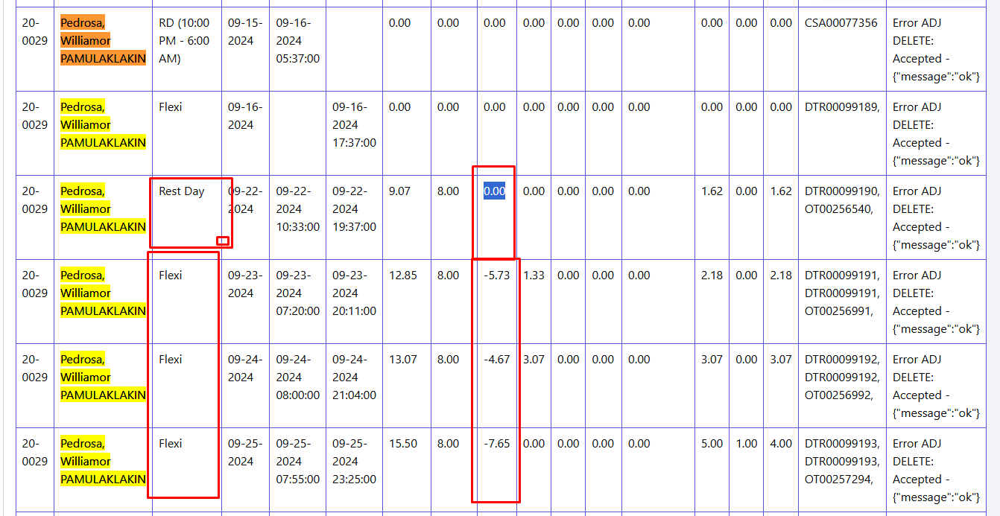 20-0029 Pedrosa, Williamor PAMULAKLAKIN RD (10:00 PM - 6:00 AM) 09-15-2024 09-16-2024 05:37:00 0.00 0.00 0.00 0.00 0.00 0.00 0.00 0.00 0.00 0.00 CSA00077356 Error ADJ DELETE: Accepted - {"message":"ok"}
20-0029 Pedrosa, Williamor PAMULAKLAKIN Flexi 09-16-2024 09-16-2024 17:37:00 0.00 0.00 0.00 0.00 0.00 0.00 0.00 0.00 0.00 0.00 DTR00099189, Error ADJ DELETE: Accepted - {"message":"ok"}
20-0029 Pedrosa, Williamor PAMULAKLAKIN Rest Day 09-22-2024 09-22-2024 10:33:00 09-22-2024 19:37:00 9.07 8.00 0.00 0.00 0.00 0.00 0.00 1.62 0.00 1.62 DTR00099190, OT00256540, Error ADJ DELETE: Accepted - {"message":"ok"}
20-0029 Pedrosa, Williamor PAMULAKLAKIN Flexi 09-23-2024 09-23-2024 07:20:00 09-23-2024 20:11:00 12.85 8.00 -5.73 1.33 0.00 0.00 0.00 2.18 0.00 2.18 DTR00099191, DTR00099191, OT00256991, Error ADJ DELETE: Accepted - {"message":"ok"}
20-0029 Pedrosa, Williamor PAMULAKLAKIN Flexi 09-24-2024 09-24-2024 08:00:00 09-24-2024 21:04:00 13.07 8.00 -4.67 3.07 0.00 0.00 0.00 3.07 0.00 3.07 DTR00099192, DTR00099192, OT00256992, Error ADJ DELETE: Accepted - {"message":"ok"}
20-0029 Pedrosa, Williamor PAMULAKLAKIN Flexi 09-25-2024 09-25-2024 07:55:00 09-25-2024 23:25:00 15.50 8.00 -7.65 0.00 0.00 0.00 0.00 5.00 1.00 4.00 DTR00099193, DTR00099193, OT00257294, Error ADJ DELETE: Accepted - {"message":"ok"}